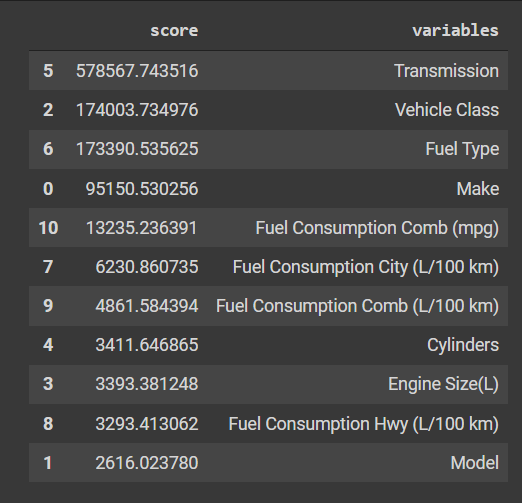 score variables
5 578567.743516 Transmission
2 174003.734976 Vehicle Class
6 173390.535625 Fuel Type
0 95150.530256 Make
10 13235.236391 Fuel Consumption Comb (mpg)
7 6230.860735 Fuel Consumption City (L/100 km)
9 4861.584394 Fuel Consumption Comb (L/100 km)
4 3411.646865 Cylinders
3 3393.381248 Engine Size(L)
8 3293.413062 Fuel Consumption Hwy (L/100 km)
1 2616.023780 Model